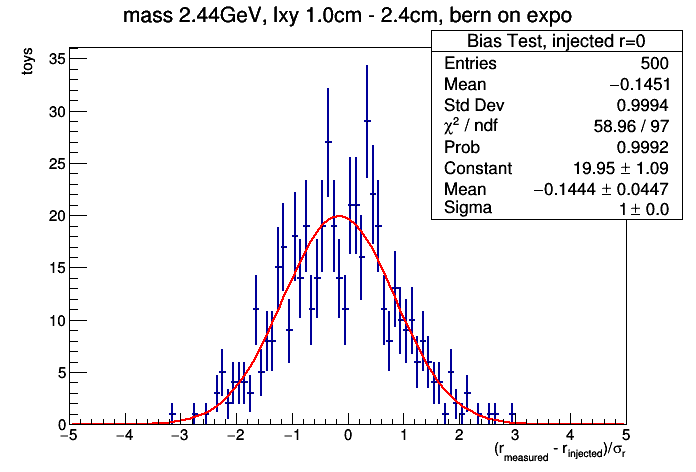 mass 2.44GeV, lxy 1.0cm - 2.4cm, bern on expo
Bias Test, injected r=0
Entries 500
Mean −0.1451
Std Dev 0.9994
χ² / ndf 58.96 / 97
Prob 0.9992
Constant 19.95 ± 1.09
Mean −0.1444 ± 0.0447
Sigma 1 ± 0.0
toys
35
30
25
20
15
10
5
0
−5 −4 −3 −2 −1 0 1 2 3 4 5
(r_measured - r_injected)/σ_r